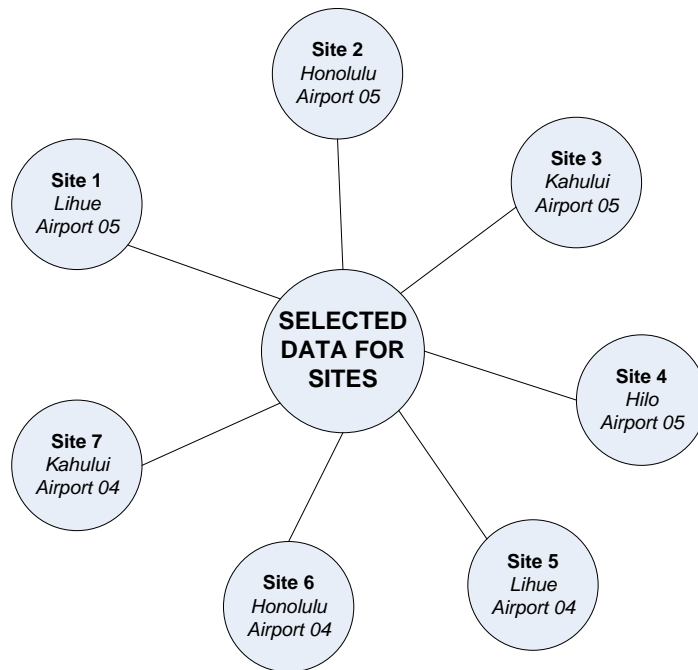 Site 2
Honolulu
Airport 05
Site 3
Kahului
Airport 05
Site 1
Lihue
Airport 05
SELECTED
DATA FOR
SITES
Site 4
Hilo
Airport 05
Site 7
Kahului
Airport 04
Site 5
Lihue
Airport 04
Site 6
Honolulu
Airport 04